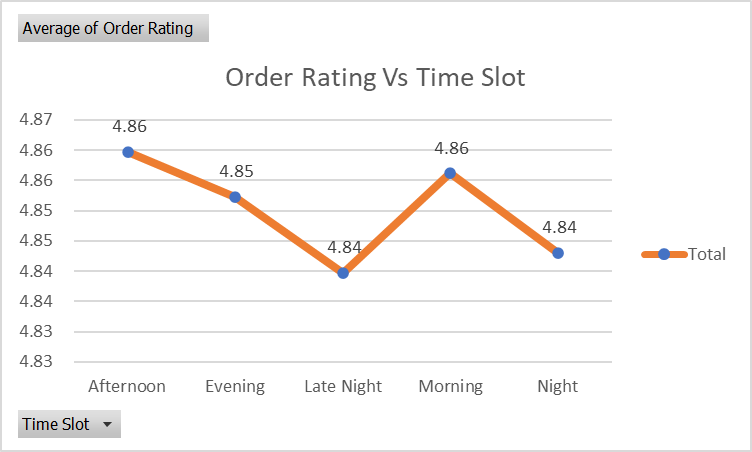 Average of Order Rating
Order Rating Vs Time Slot
4.87
4.86
4.86
4.85
4.85
4.84
4.84
4.83
4.83
4.86
4.85
4.84
4.86
4.84
Total
Afternoon
Evening
Late Night
Morning
Night
Time Slot